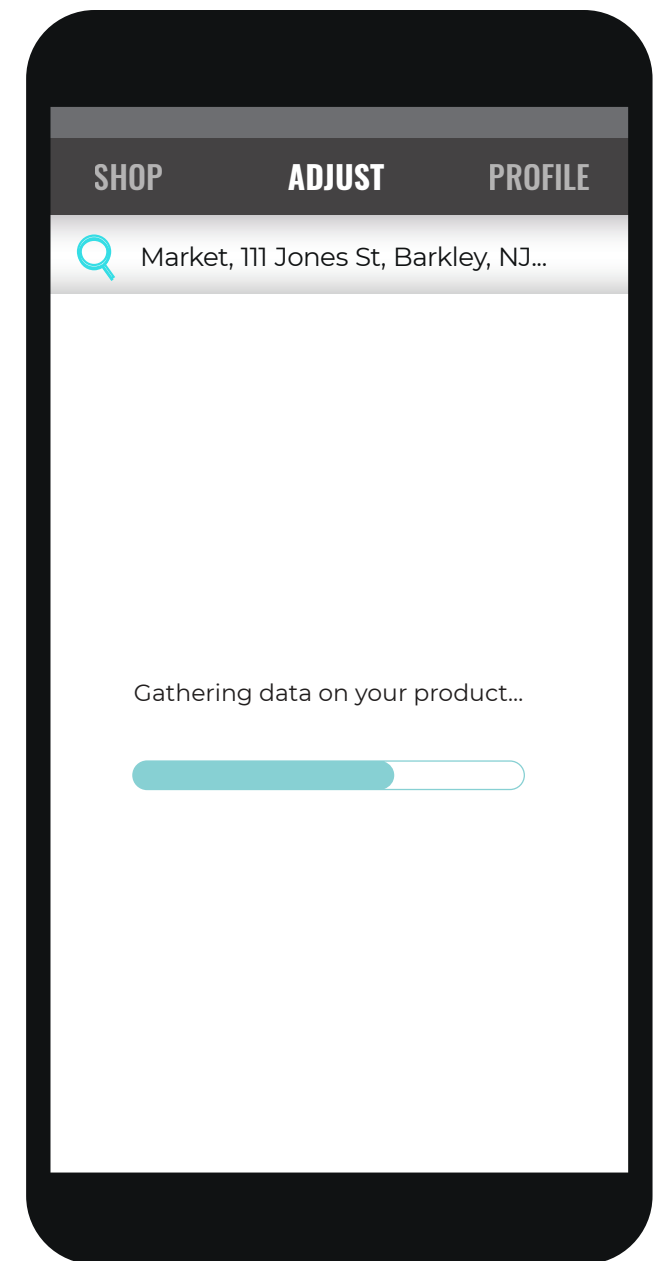 SHOP ADJUST PROFILE
Market, 111 Jones St, Barkley, NJ...
Gathering data on your product...